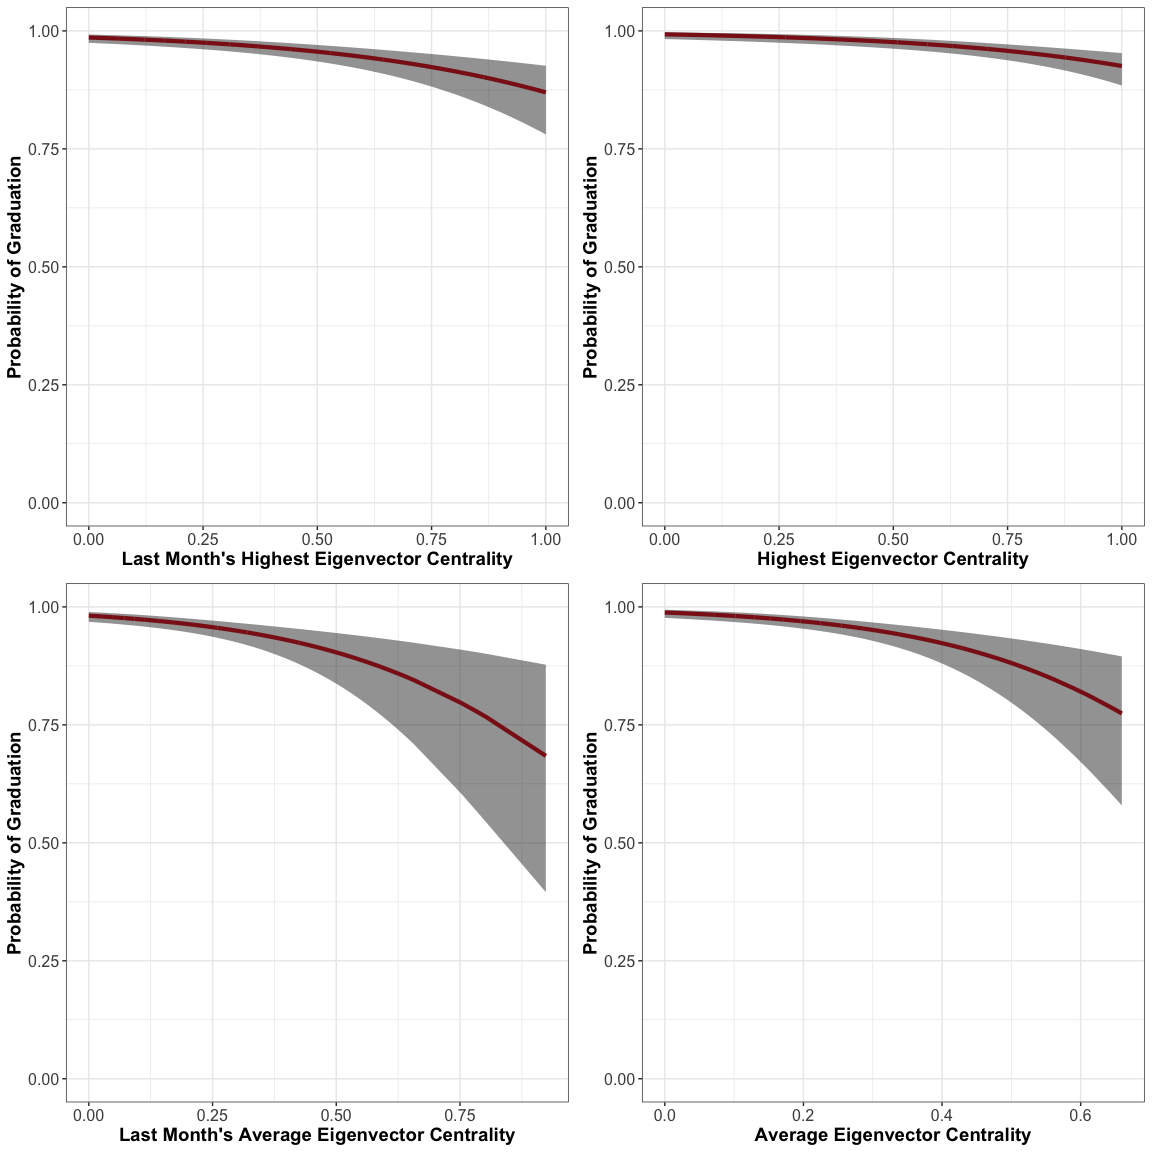 Probability of Graduation
1.00
0.75
0.50
0.25
0.00
0.00 0.25 0.50 0.75 1.00
Last Month's Highest Eigenvector Centrality
Probability of Graduation
1.00
0.75
0.50
0.25
0.00
0.00 0.25 0.50 0.75 1.00
Highest Eigenvector Centrality
Probability of Graduation
1.00
0.75
0.50
0.25
0.00
0.00 0.25 0.50 0.75
Last Month's Average Eigenvector Centrality
Probability of Graduation
1.00
0.75
0.50
0.25
0.00
0.0 0.2 0.4 0.6
Average Eigenvector Centrality